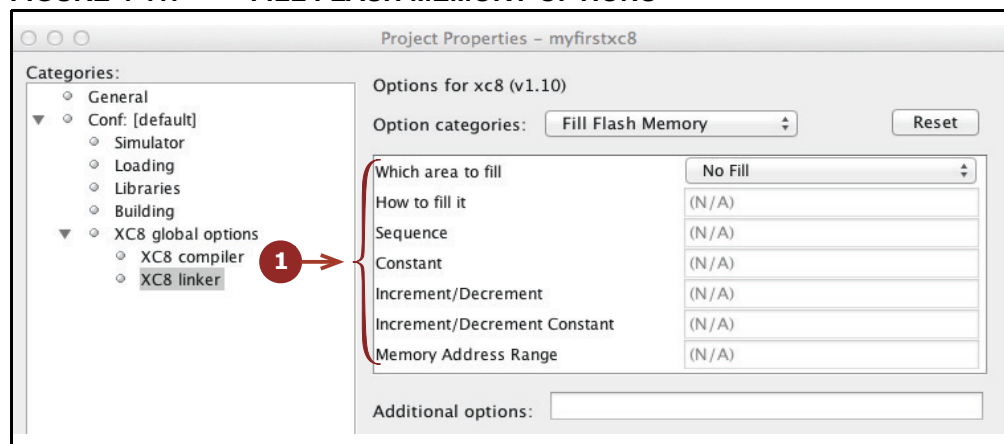 Project Properties – myfirstxc8
Categories:
General
Conf: [default]
Simulator
Loading
Libraries
Building
XC8 global options
XC8 compiler
XC8 linker
Options for xc8 (v1.10)
Option categories: Fill Flash Memory Reset
1
Which area to fill No Fill
How to fill it (N/A)
Sequence (N/A)
Constant (N/A)
Increment/Decrement (N/A)
Increment/Decrement Constant (N/A)
Memory Address Range (N/A)
Additional options: